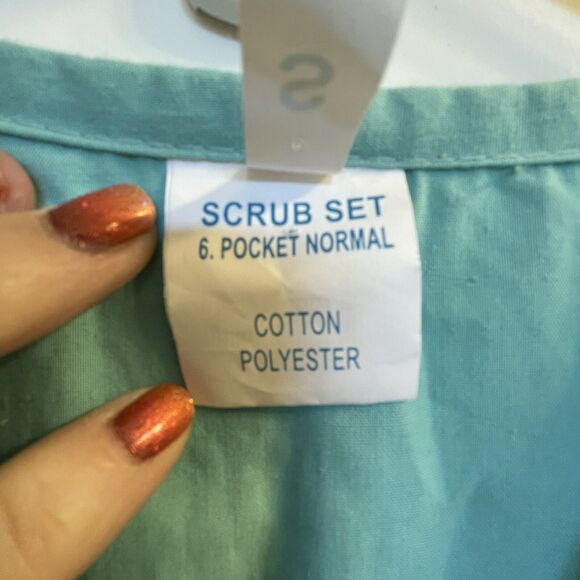 S
SCRUB SET
6. POCKET NORMAL
COTTON
POLYESTER